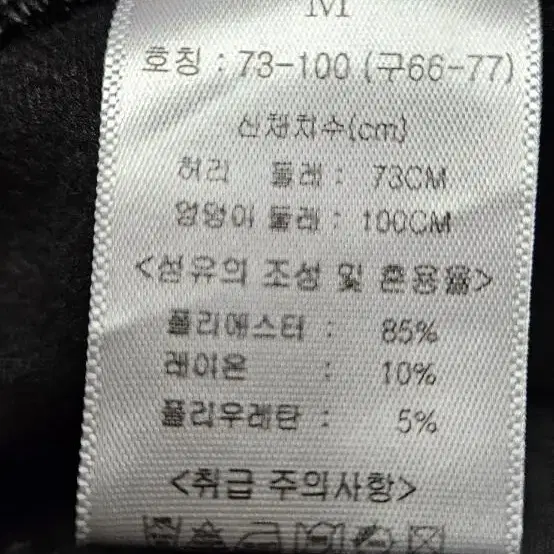 M
호칭 : 73-100 (구66-77)
신체치수(cm)
허리 둘레 : 73CM
엉덩이 둘레 : 100CM
<섬유의 조성 및 혼용율>
폴리에스터 : 85%
레이온 : 10%
폴리우레탄 : 5%
<취급 주의사항>